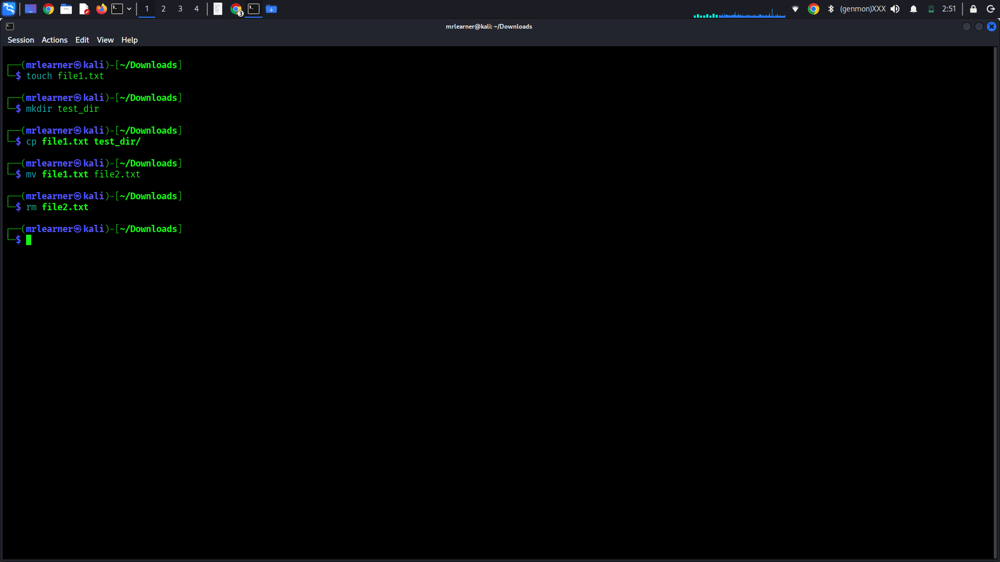 1 2 3 4
3
(genmon)XXX
2:51
mrlearner@kali: ~/Downloads
Session Actions Edit View Help
┌──(mrlearner㉿kali)-[~/Downloads]
└─$ touch file1.txt
┌──(mrlearner㉿kali)-[~/Downloads]
└─$ mkdir test_dir
┌──(mrlearner㉿kali)-[~/Downloads]
└─$ cp file1.txt test_dir/
┌──(mrlearner㉿kali)-[~/Downloads]
└─$ mv file1.txt file2.txt
┌──(mrlearner㉿kali)-[~/Downloads]
└─$ rm file2.txt
┌──(mrlearner㉿kali)-[~/Downloads]
└─$